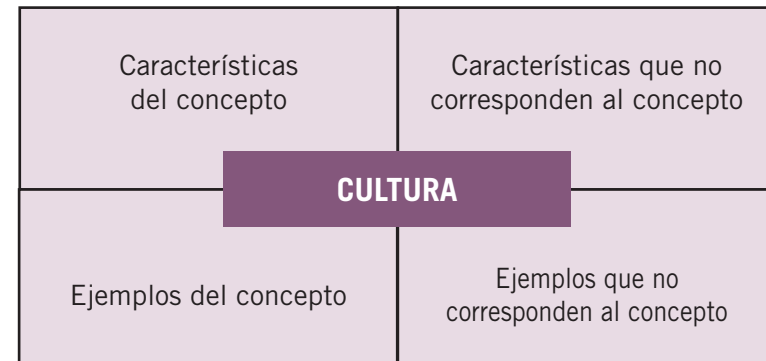 Características
del concepto
Características que no
corresponden al concepto
CULTURA
Ejemplos del concepto
Ejemplos que no
corresponden al concepto